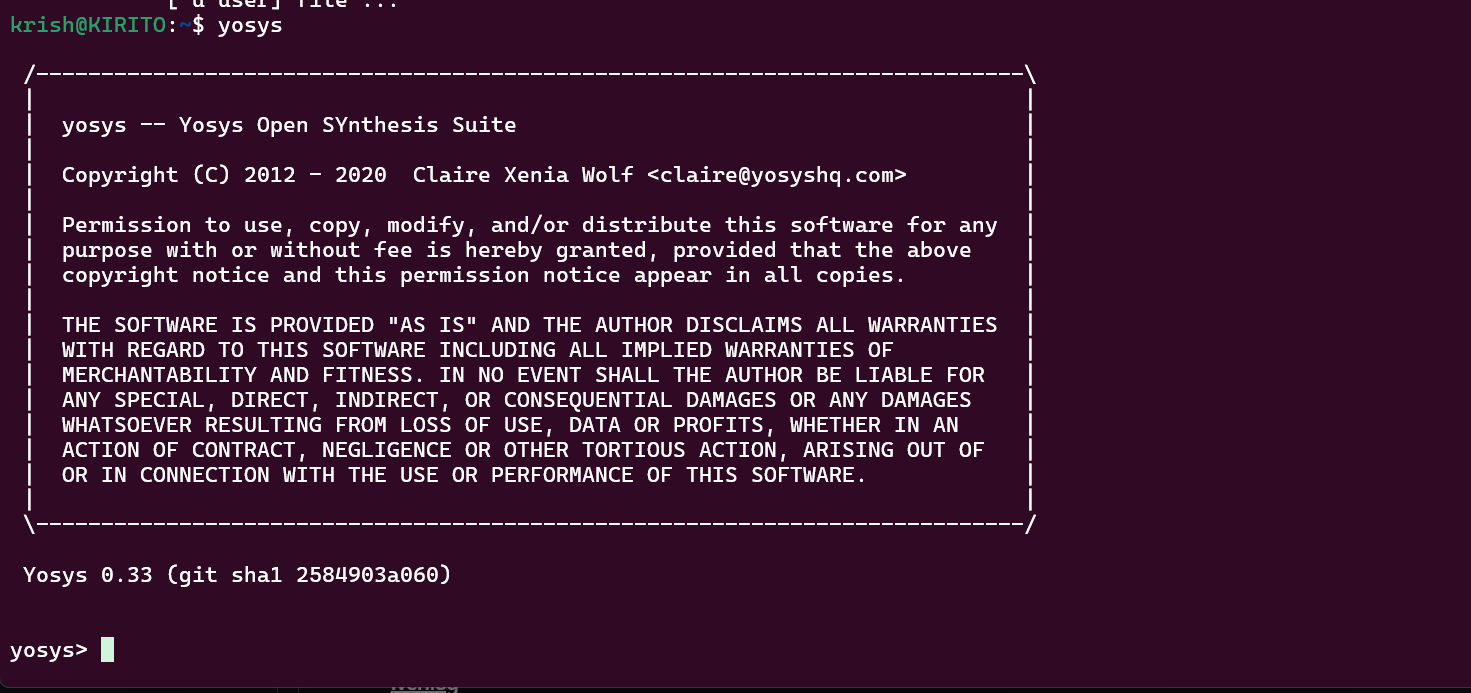 file ...
krish@KIRITO:~$ yosys
/----------------------------------------------------------------------------\
|                                                                            |
|  yosys -- Yosys Open SYnthesis Suite                                       |
|                                                                            |
|  Copyright (C) 2012 - 2020  Claire Xenia Wolf <claire@yosyshq.com>         |
|                                                                            |
|  Permission to use, copy, modify, and/or distribute this software for any  |
|  purpose with or without fee is hereby granted, provided that the above    |
|  copyright notice and this permission notice appear in all copies.         |
|                                                                            |
|  THE SOFTWARE IS PROVIDED "AS IS" AND THE AUTHOR DISCLAIMS ALL WARRANTIES  |
|  WITH REGARD TO THIS SOFTWARE INCLUDING ALL IMPLIED WARRANTIES OF          |
|  MERCHANTABILITY AND FITNESS. IN NO EVENT SHALL THE AUTHOR BE LIABLE FOR   |
|  ANY SPECIAL, DIRECT, INDIRECT, OR CONSEQUENTIAL DAMAGES OR ANY DAMAGES    |
|  WHATSOEVER RESULTING FROM LOSS OF USE, DATA OR PROFITS, WHETHER IN AN     |
|  ACTION OF CONTRACT, NEGLIGENCE OR OTHER TORTIOUS ACTION, ARISING OUT OF   |
|  OR IN CONNECTION WITH THE USE OR PERFORMANCE OF THIS SOFTWARE.            |
|                                                                            |
\----------------------------------------------------------------------------/
Yosys 0.33 (git sha1 2584903a060)
yosys>